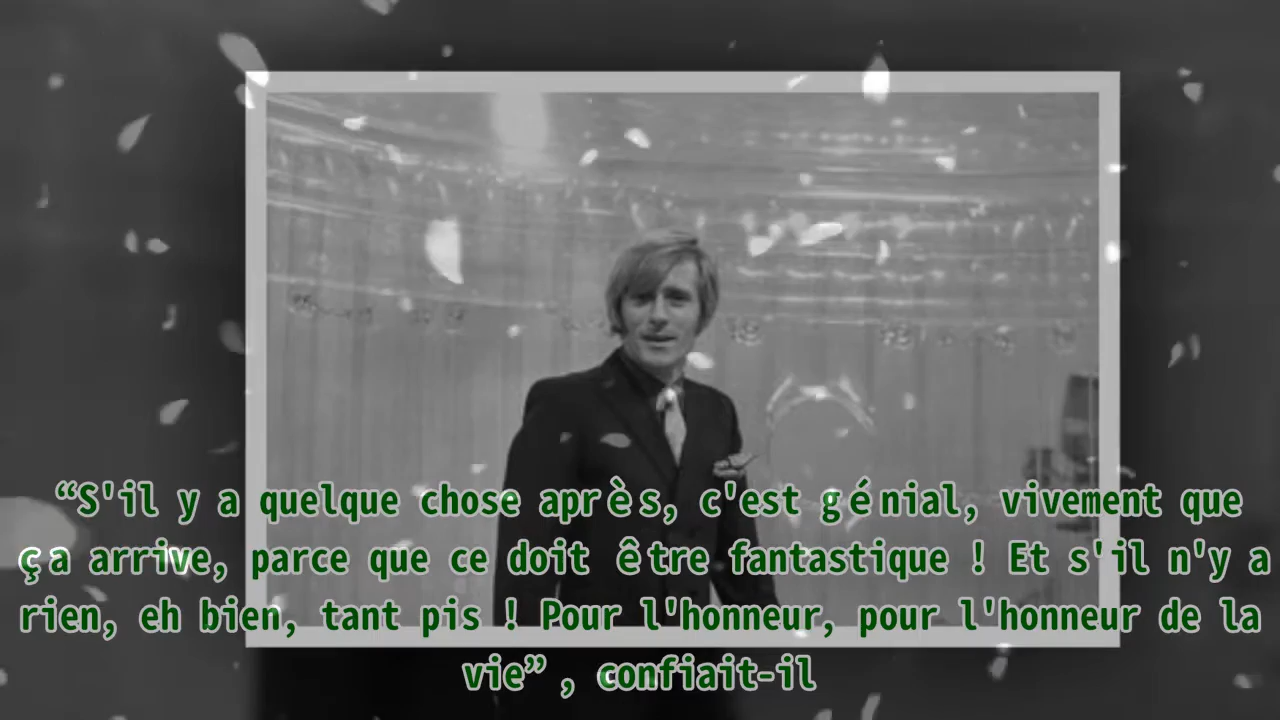 “S'il y a quelque chose après, c'est génial, vivement que
ça arrive, parce que ce doit être fantastique ! Et s'il n'y a
rien, eh bien, tant pis ! Pour l'honneur, pour l'honneur de la
vie” , confiait-il